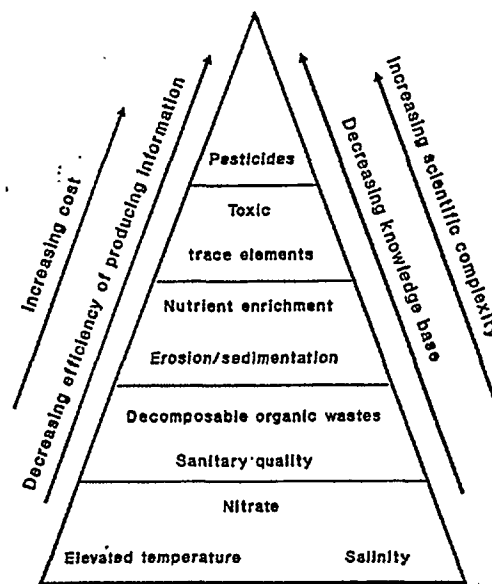 Increasing cost
Decreasing efficiency of producing information
Decreasing knowledge base
Increasing scientific complexity
Pesticides
Toxic
trace elements
Nutrient enrichment
Erosion/sedimentation
Decomposable organic wastes
Sanitary quality
Nitrate
Elevated temperature Salinity